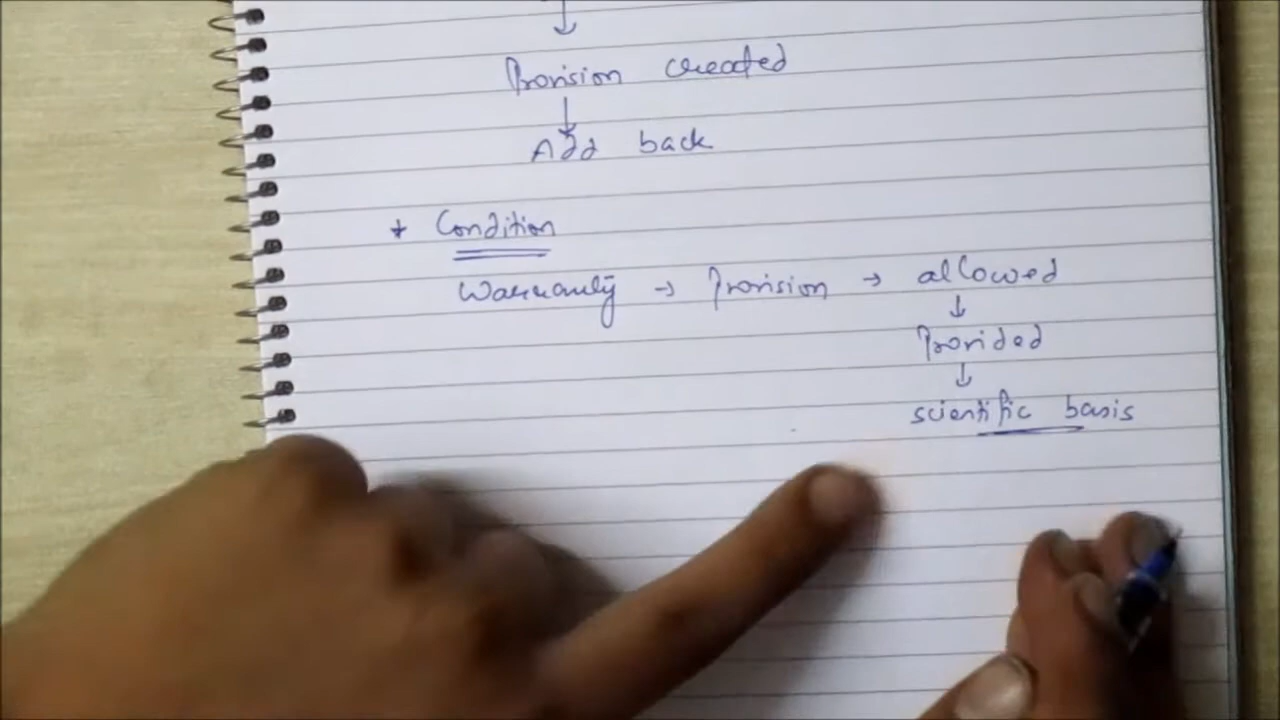 ↓
Provision created
↓
Add back
* Condition
Warranty → Provision → allowed
↓
Provided
↓
scientific basis